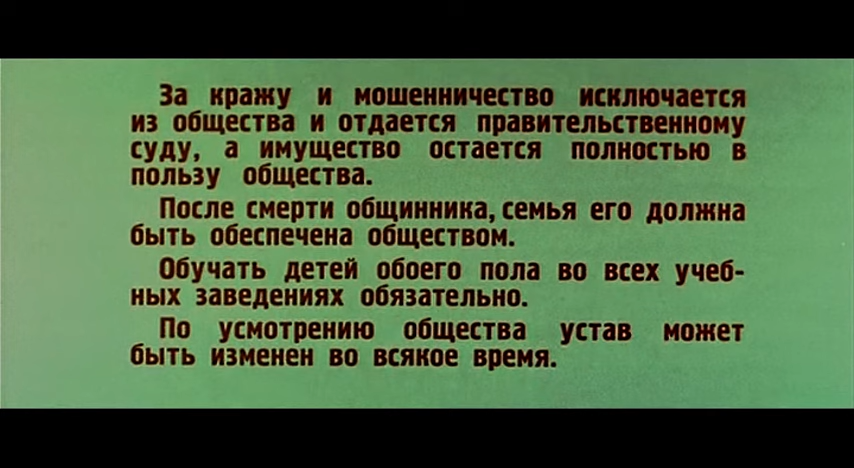 За кражу и мошенничество исключается
из общества и отдается правительственному
суду, а имущество остается полностью в
пользу общества.
После смерти общинника, семья его должна
быть обеспечена обществом.
Обучать детей обоего пола во всех учеб-
ных заведениях обязательно.
По усмотрению общества устав может
быть изменен во всякое время.